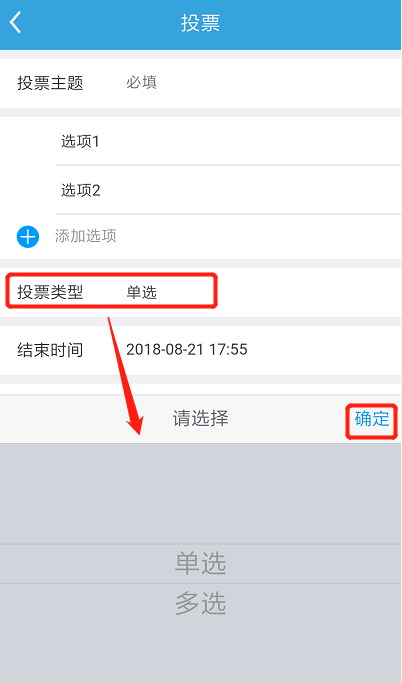 投票
投票主题 必填
选项1
选项2
添加选项
投票类型 单选
结束时间 2018-08-21 17:55
请选择 确定
单选
多选